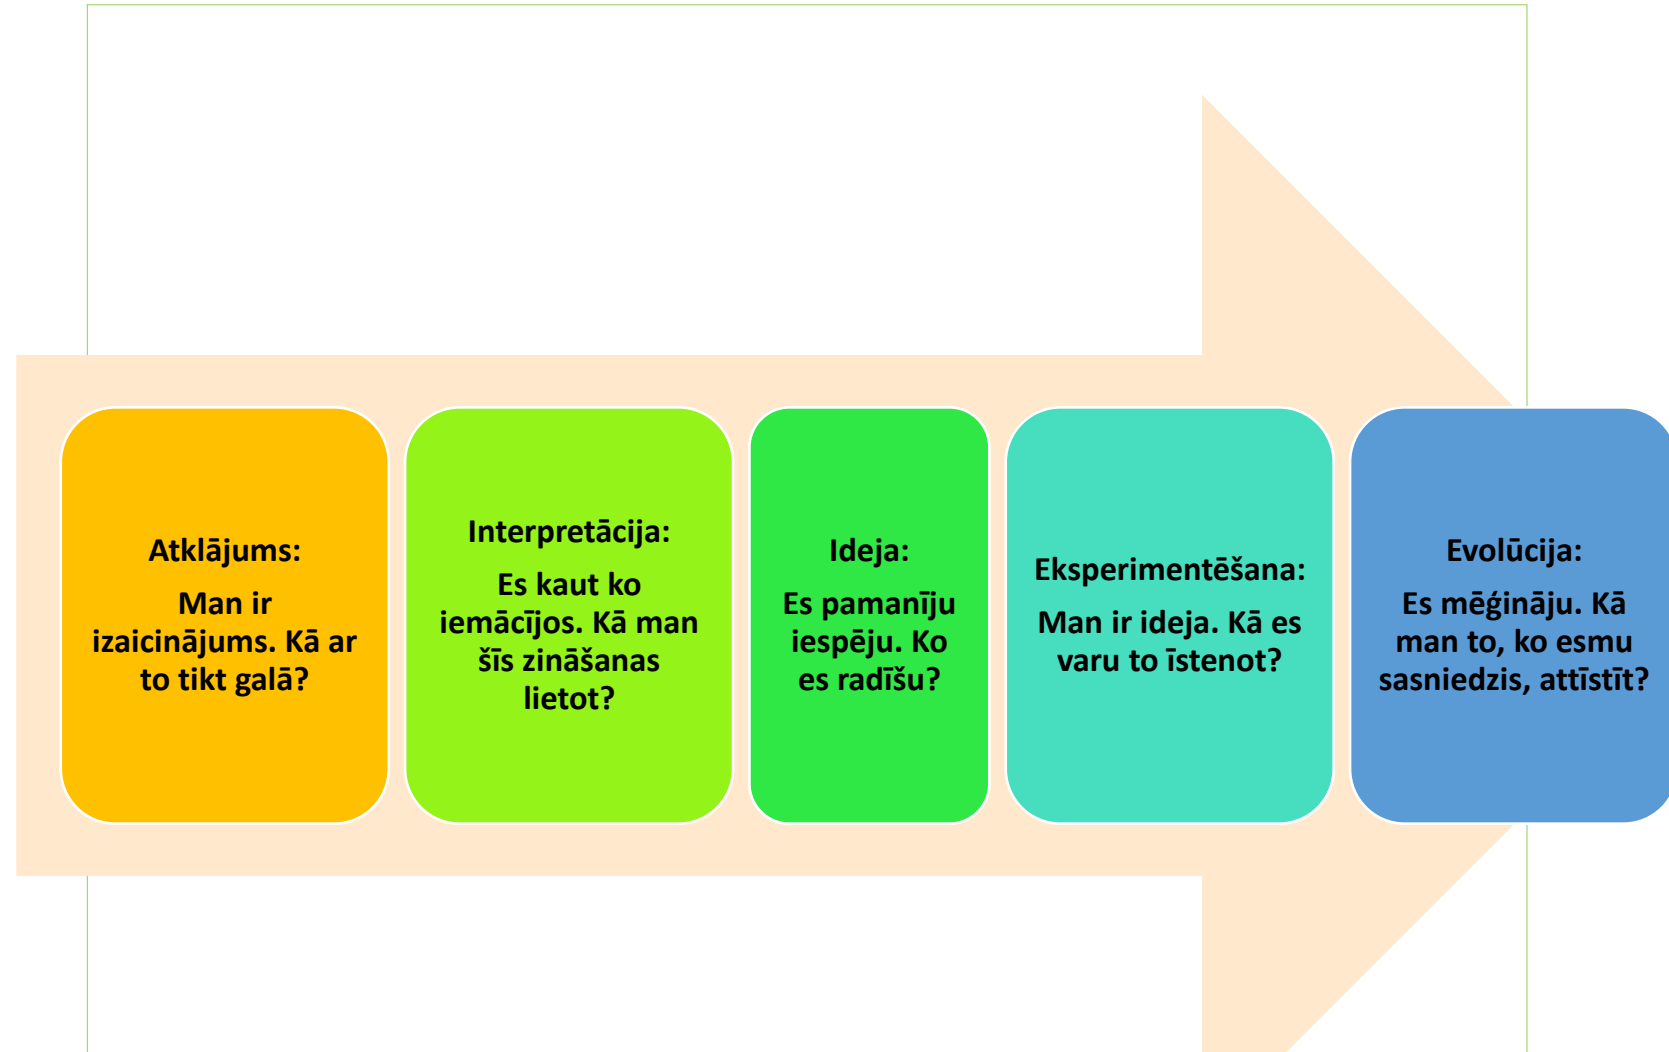 Atklājums:
Man ir
izaicinājums. Kā ar
to tikt galā?
Interpretācija:
Es kaut ko
iemācījos. Kā man
šīs zināšanas
lietot?
Ideja:
Es pamanīju
iespēju. Ko
es radīšu?
Eksperimentēšana:
Man ir ideja. Kā es
varu to īstenot?
Evolūcija:
Es mēģināju. Kā
man to, ko esmu
sasniedzis, attīstīt?